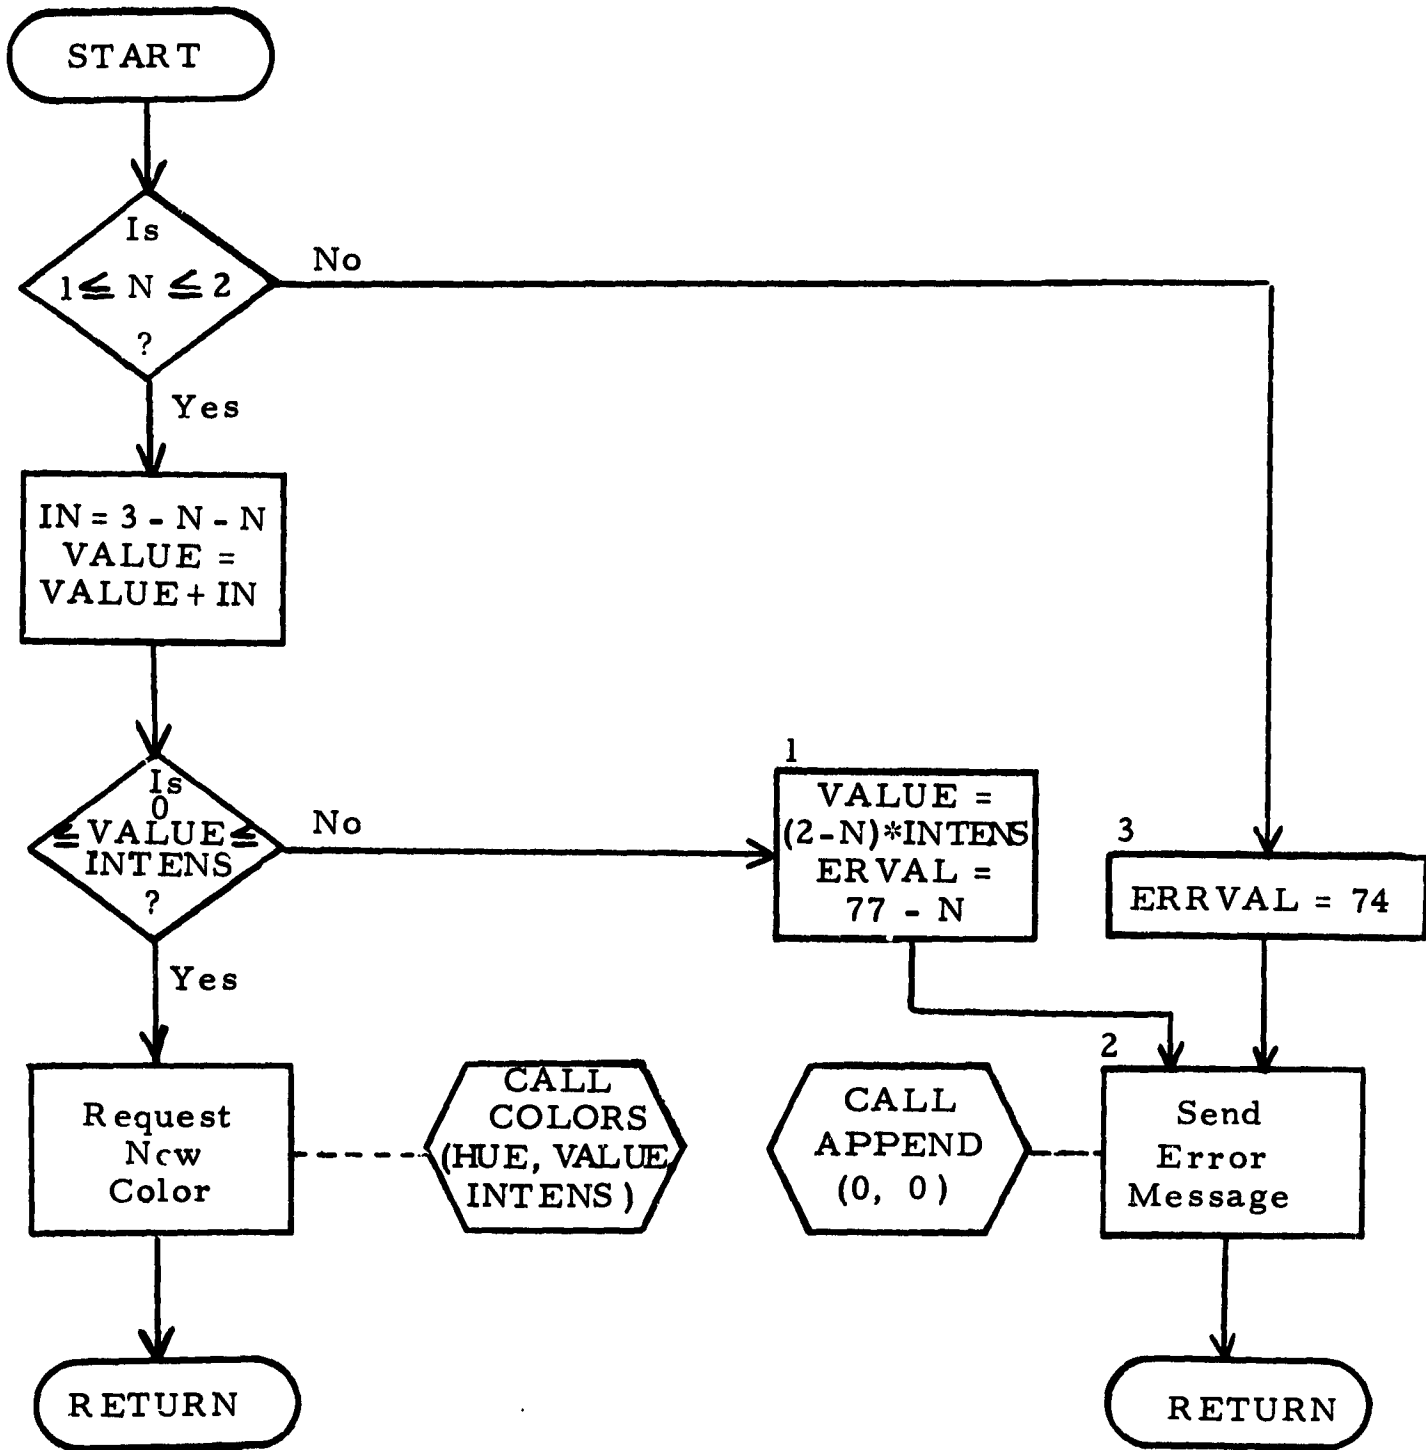 START
Is
1 ≦ N ≦ 2
?
No
Yes
IN = 3 - N - N
VALUE =
VALUE + IN
Is
0
≤ VALUE ≤
INTENS
?
No
Yes
1
VALUE =
(2-N)*INTENS
ERVAL =
77 - N
3
ERRVAL = 74
Request
New
Color
CALL
COLORS
(HUE, VALUE,
INTENS)
CALL
APPEND
(0, 0)
2
Send
Error
Message
RETURN
RETURN